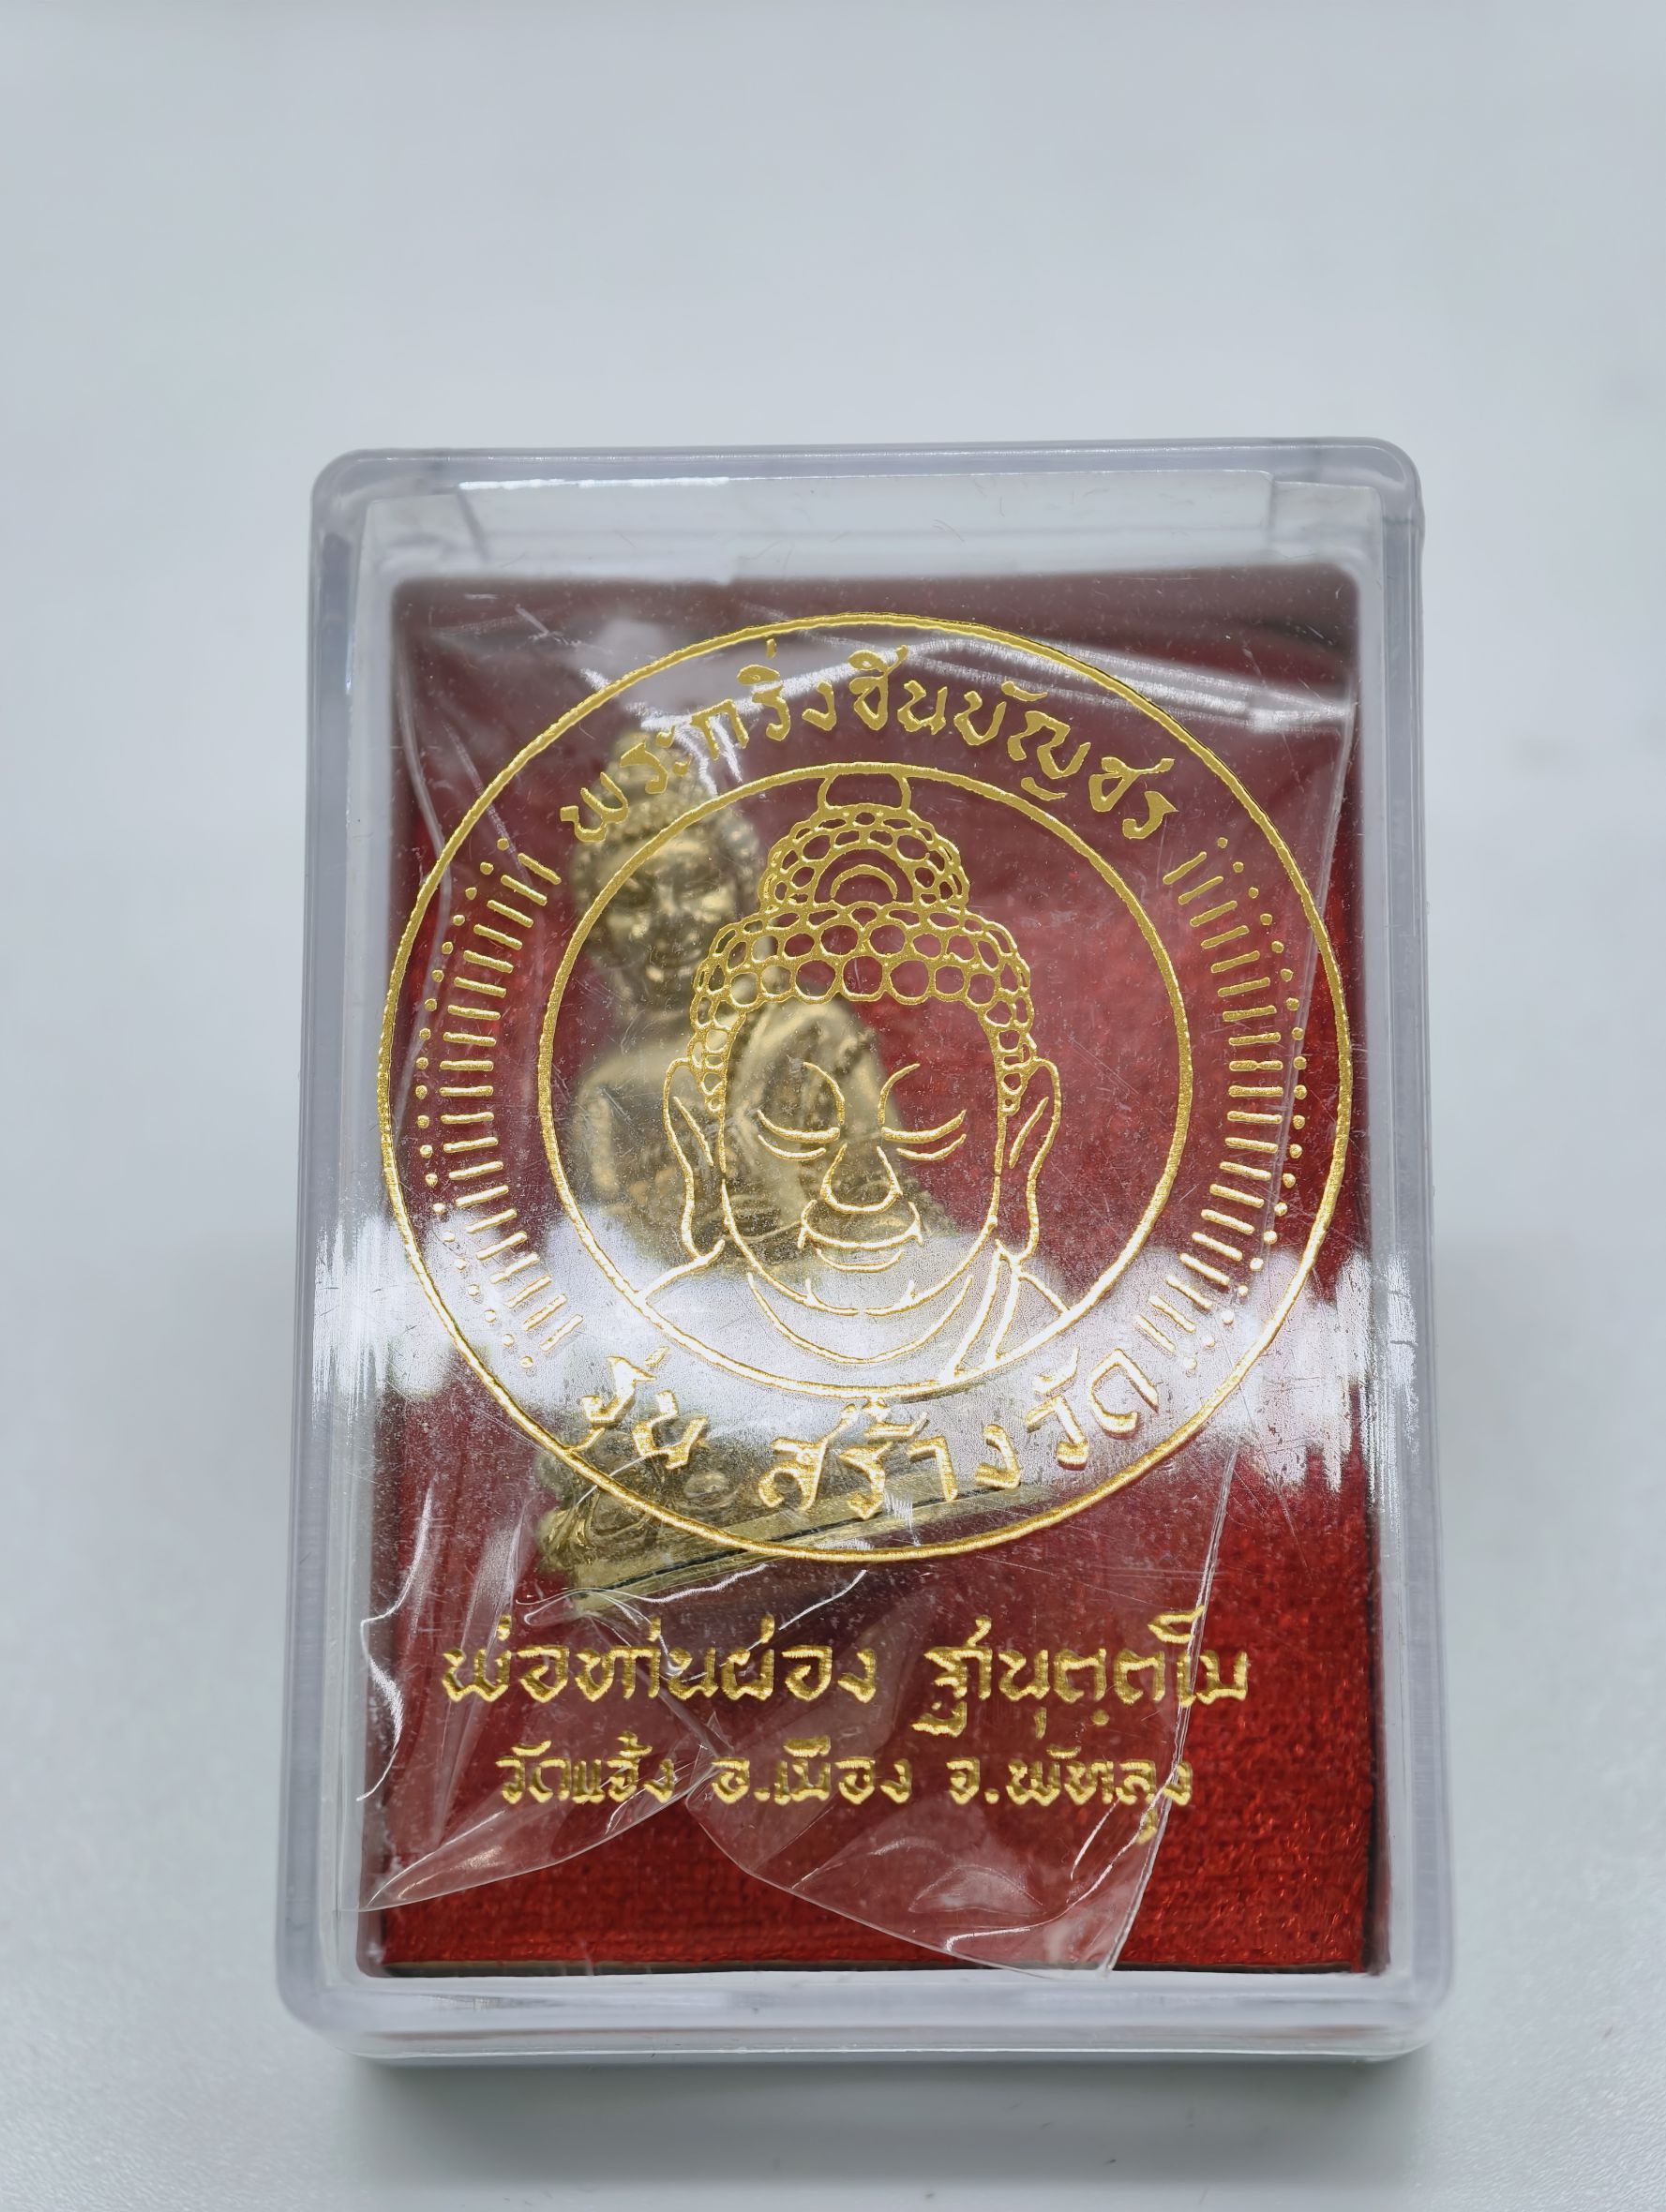 พระกริ่งชินบัญชร
รุ่น สร้างวัด
พ่อท่านผ่อง ฐานุตฺตโม
วัดแจ้ง อ.เมือง จ.พัทลุง